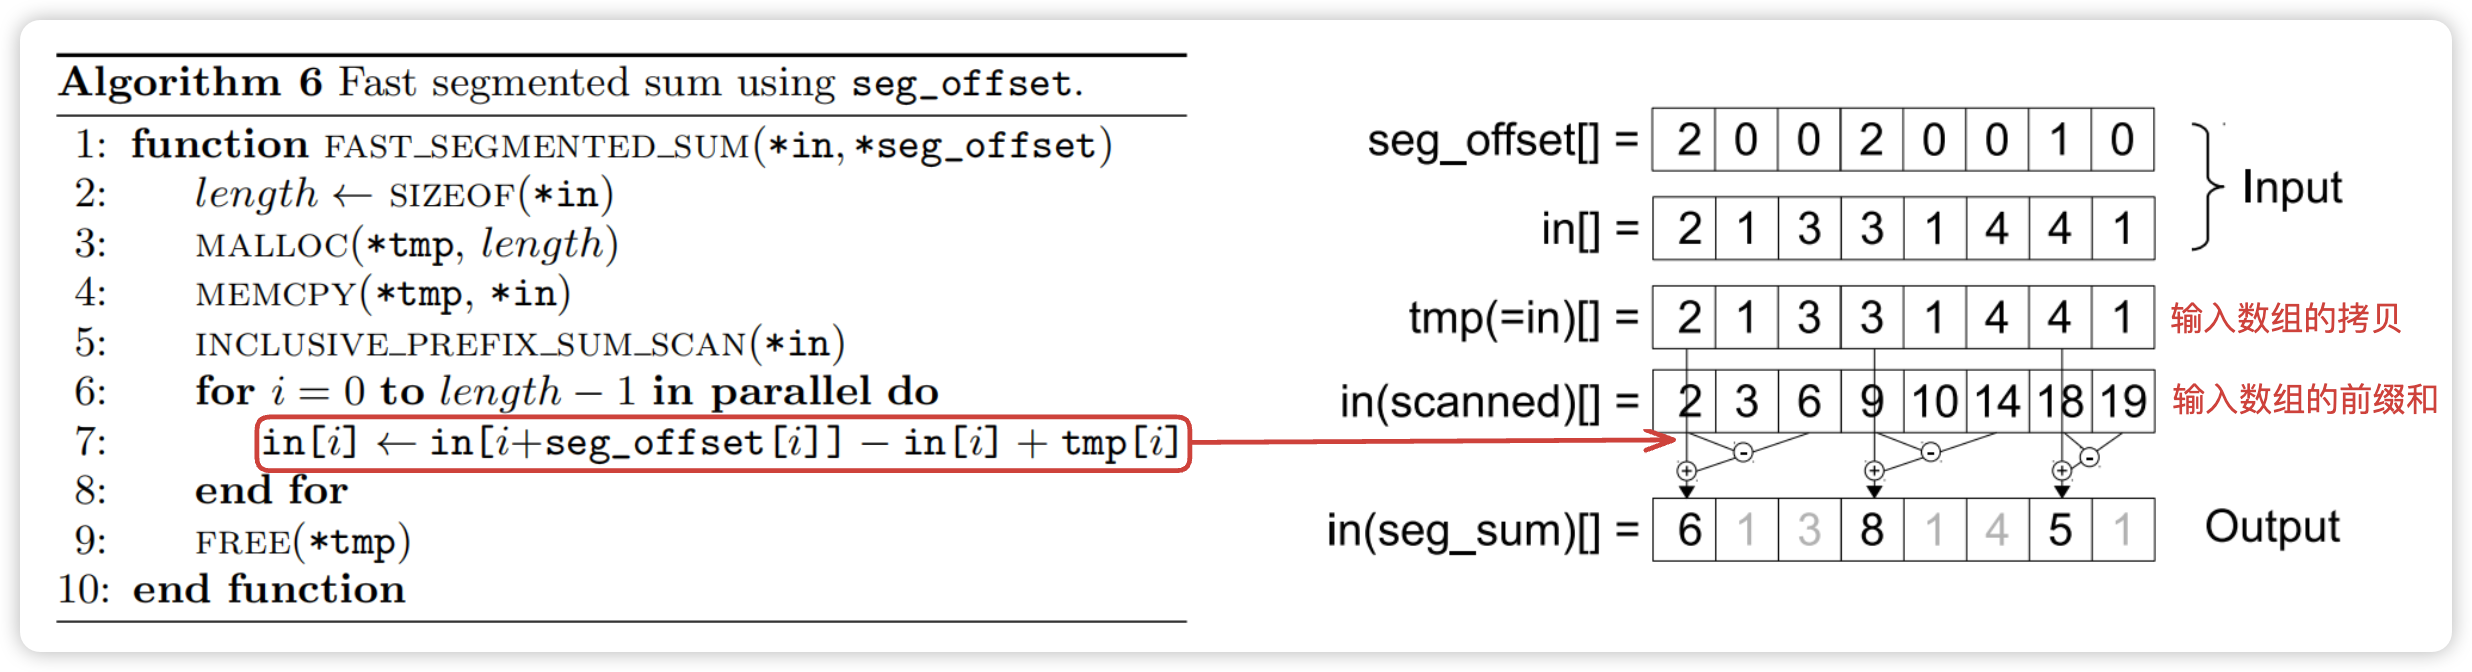 Algorithm 6 Fast segmented sum using seg_offset.
1: function FAST_SEGMENTED_SUM(*in, *seg_offset)
2: length ← SIZEOF(*in)
3: MALLOC(*tmp, length)
4: MEMCPY(*tmp, *in)
5: INCLUSIVE_PREFIX_SUM_SCAN(*in)
6: for i = 0 to length − 1 in parallel do
7: in[i] ← in[i+seg_offset[i]] − in[i] + tmp[i]
8: end for
9: FREE(*tmp)
10: end function
seg_offset[] = 2 0 0 2 0 0 1 0
Input
in[] = 2 1 3 3 1 4 4 1
tmp(=in)[] = 2 1 3 3 1 4 4 1 输入数组的拷贝
in(scanned)[] = 2 3 6 9 10 14 18 19 输入数组的前缀和
- - -
+ + +
in(seg_sum)[] = 6 1 3 8 1 4 5 1 Output